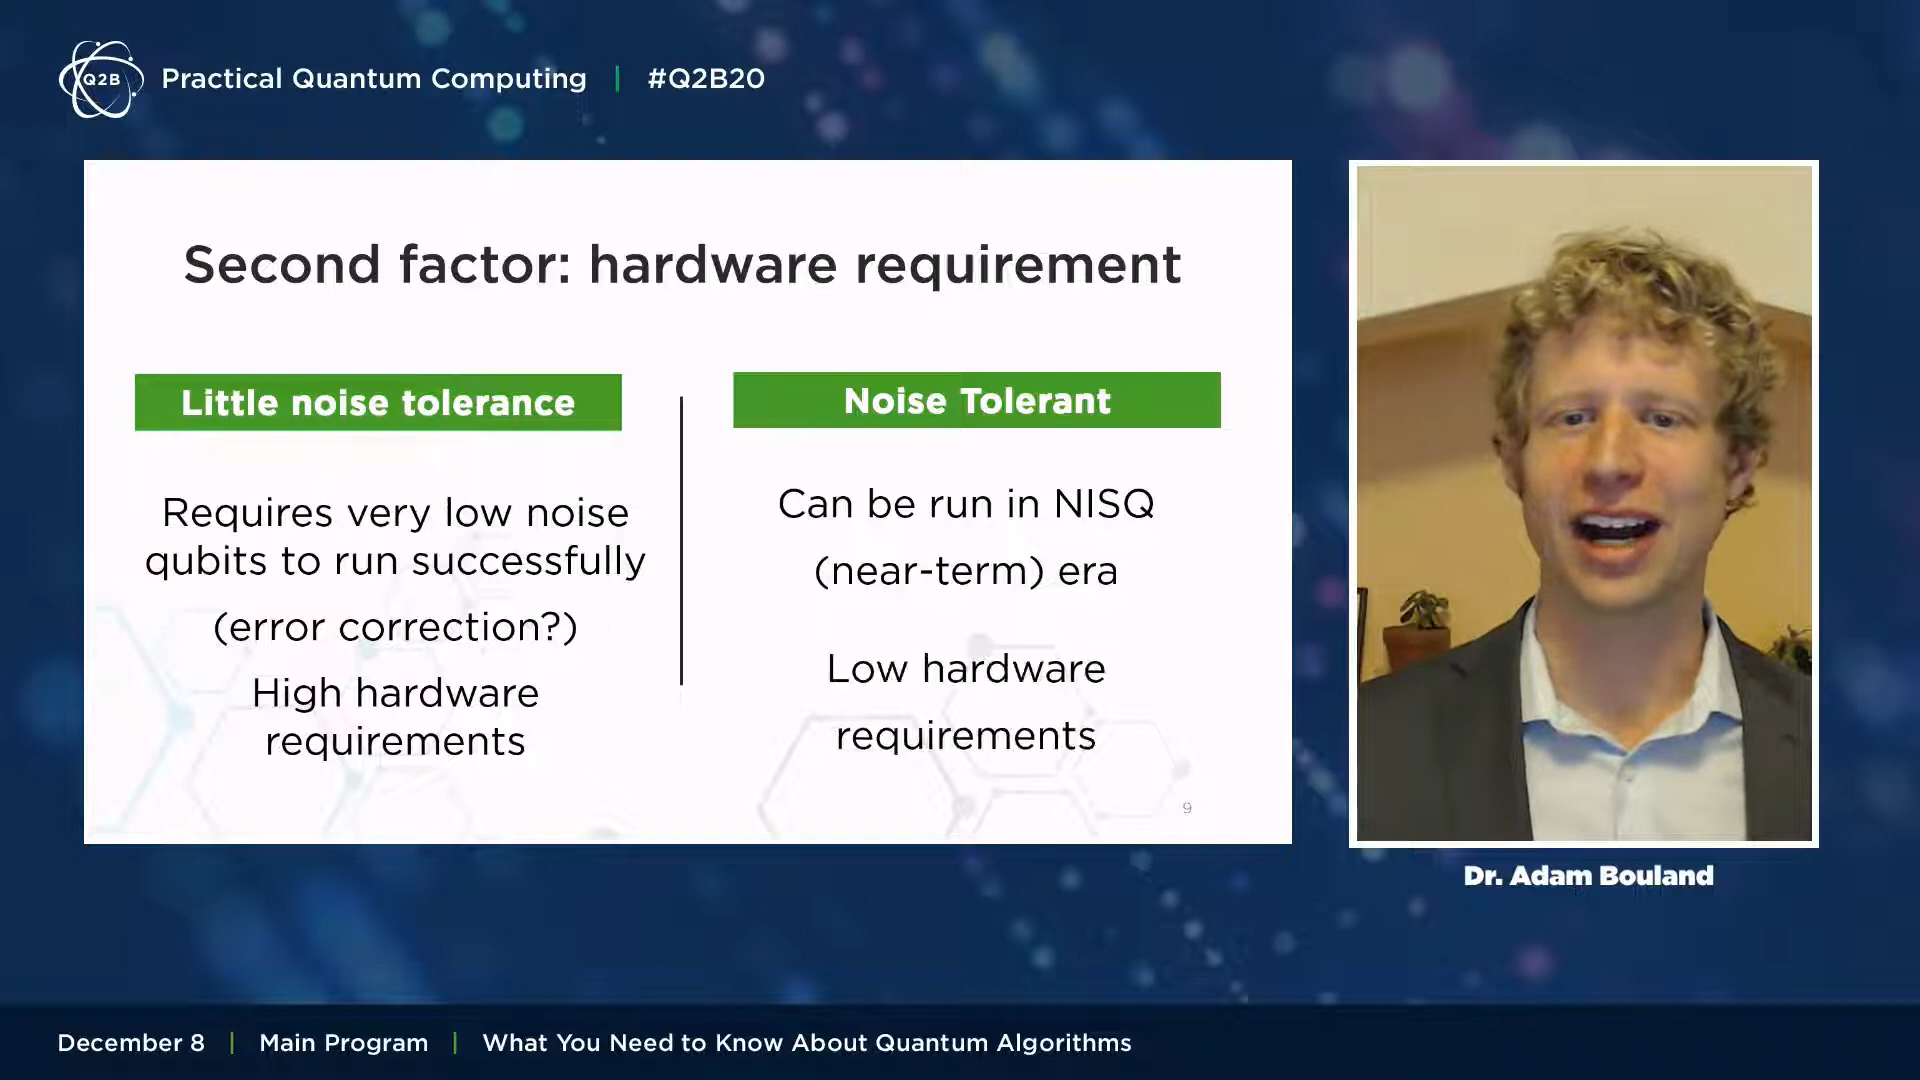 Q2B
Practical Quantum Computing | #Q2B20
Second factor: hardware requirement
Little noise tolerance
Requires very low noise
qubits to run successfully
(error correction?)
High hardware
requirements
Noise Tolerant
Can be run in NISQ
(near-term) era
Low hardware
requirements
9
Dr. Adam Bouland
December 8 | Main Program | What You Need to Know About Quantum Algorithms